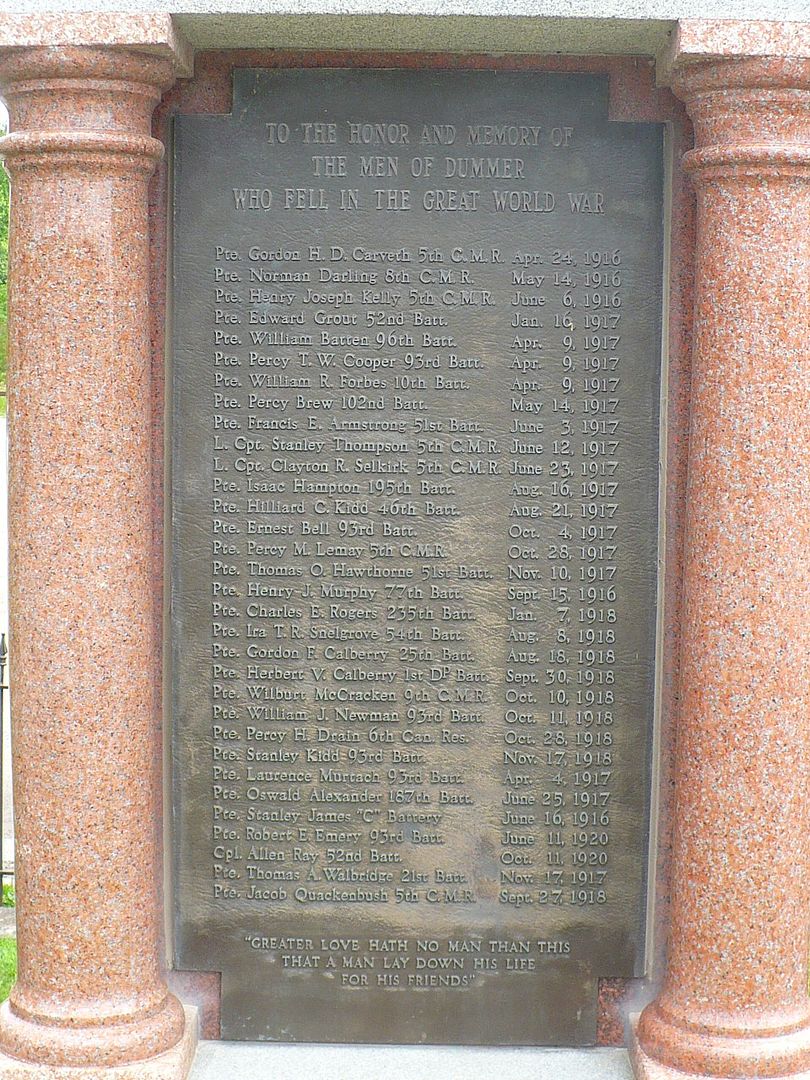 TO THE HONOR AND MEMORY OF
THE MEN OF DUMMER
WHO FELL IN THE GREAT WORLD WAR
Pte. Gordon H. D. Carveth 5th C.M.R. Apr. 24, 1916
Pte. Norman Darling 8th C.M.R. May 14, 1916
Pte. Henry Joseph Kelly 5th C.M.R. June 6, 1916
Pte. Edward Grout 52nd Batt. Jan. 16, 1917
Pte. William Batten 96th Batt. Apr. 9, 1917
Pte. Percy T. W. Cooper 93rd Batt. Apr. 9, 1917
Pte. William R. Forbes 10th Batt. Apr. 9, 1917
Pte. Percy Brew 102nd Batt. May 14, 1917
Pte. Francis E. Armstrong 51st Batt. June 3, 1917
L. Cpt. Stanley Thompson 5th C.M.R. June 12, 1917
L. Cpt. Clayton R. Selkirk 5th C.M.R. June 23, 1917
Pte. Isaac Hampton 195th Batt. Aug. 16, 1917
Pte. Hilliard C. Kidd 46th Batt. Aug. 21, 1917
Pte. Ernest Bell 93rd Batt. Oct. 4, 1917
Pte. Percy M. Lemay 5th C.M.R. Oct. 28, 1917
Pte. Thomas O. Hawthorne 51st Batt. Nov. 10, 1917
Pte. Henry J. Murphy 77th Batt. Sept. 15, 1916
Pte. Charles E. Rogers 235th Batt. Jan. 7, 1918
Pte. Ira T. R. Snelgrove 54th Batt. Aug. 8, 1918
Pte. Gordon F. Calberry 25th Batt. Aug. 18, 1918
Pte. Herbert V. Calberry 1st DP Batt. Sept. 30, 1918
Pte. Wilburt McCracken 9th C.M.R. Oct. 10, 1918
Pte. William J. Newman 93rd Batt. Oct. 11, 1918
Pte. Percy H. Drain 6th Can. Res. Oct. 28, 1918
Pte. Stanley Kidd 93rd Batt. Nov. 17, 1918
Pte. Laurence Murtach 93rd Batt. Apr. 4, 1917
Pte. Oswald Alexander 187th Batt. June 25, 1917
Pte. Stanley James "C" Battery June 16, 1916
Pte. Robert E. Emery 93rd Batt. June 11, 1920
Cpl. Allen Ray 52nd Batt. Oct. 11, 1920
Pte. Thomas A. Walbridge 21st Batt. Nov. 17, 1917
Pte. Jacob Quackenbush 5th C.M.R. Sept. 27, 1918
"GREATER LOVE HATH NO MAN THAN THIS
THAT A MAN LAY DOWN HIS LIFE
FOR HIS FRIENDS"